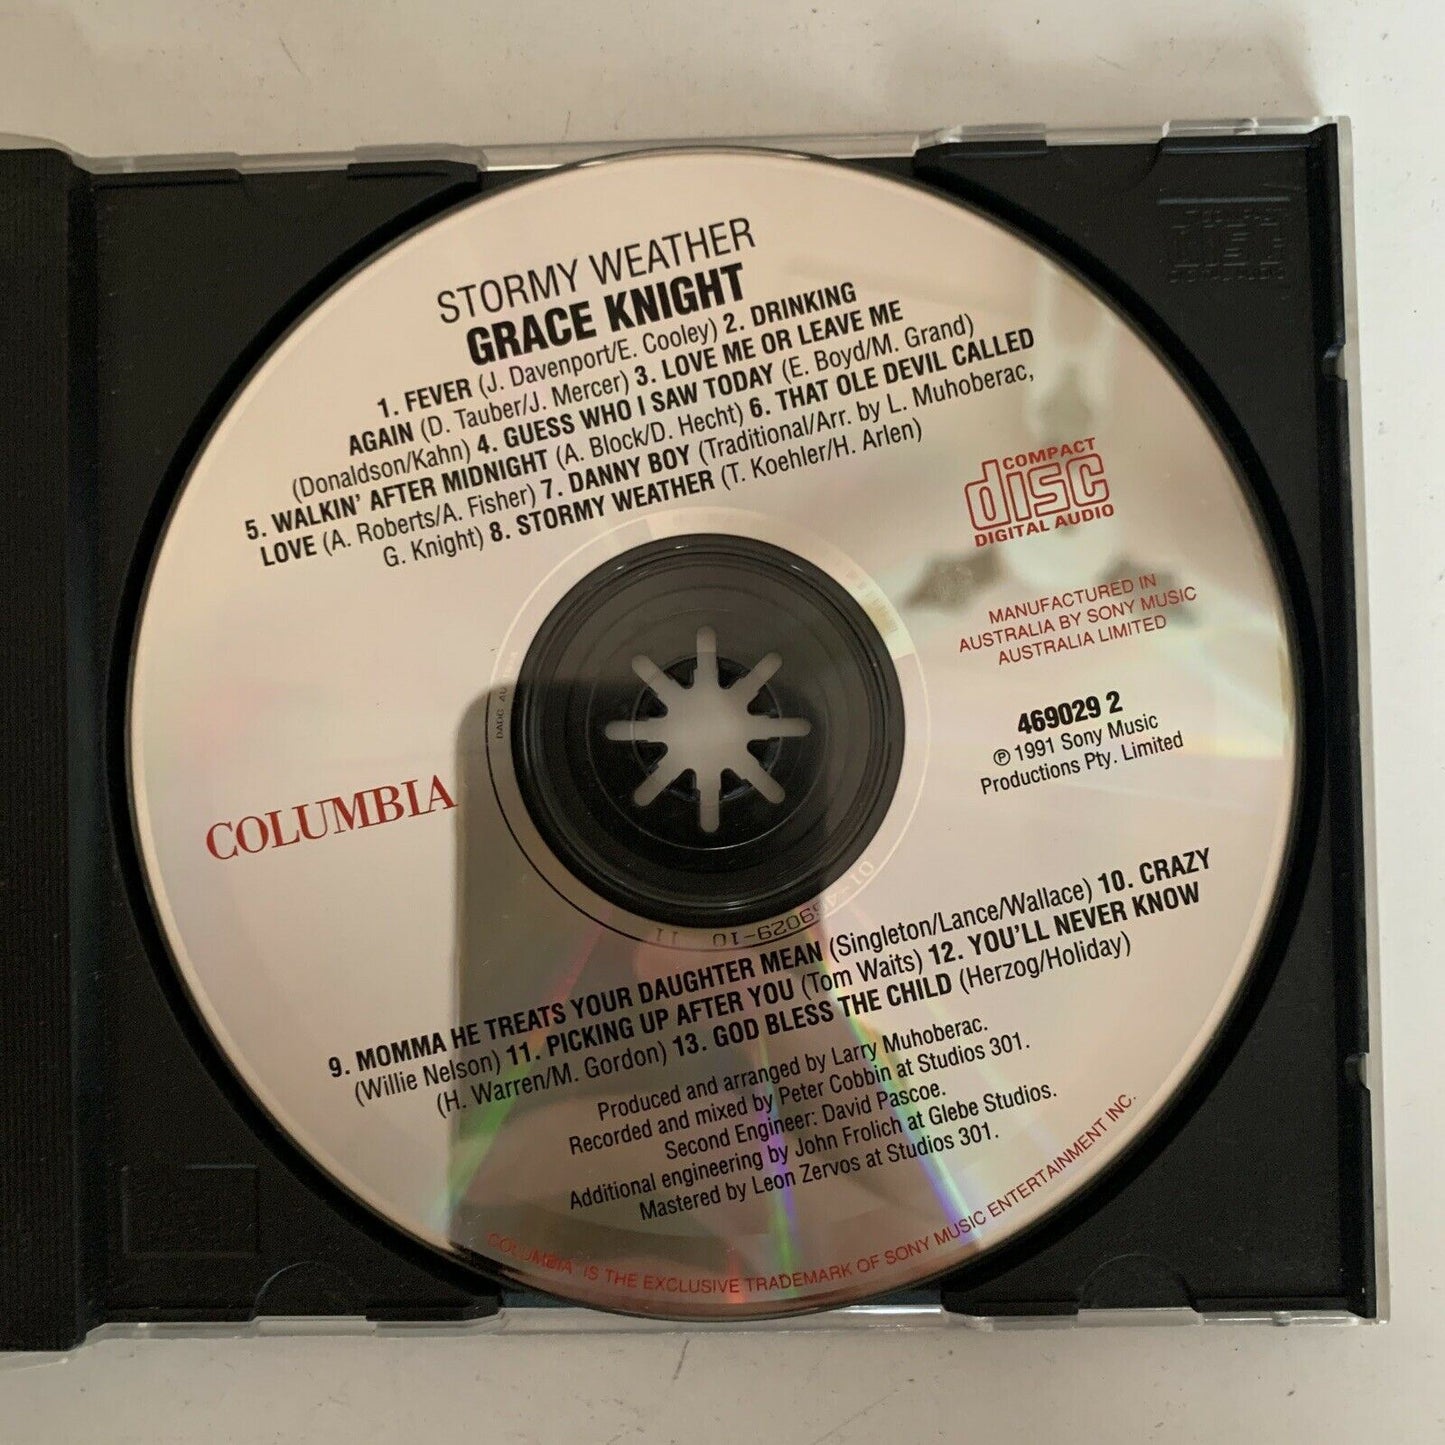 STORMY WEATHER
GRACE KNIGHT
1. FEVER (J. Davenport/E. Cooley) 2. DRINKING
AGAIN (D. Tauber/J. Mercer) 3. LOVE ME OR LEAVE ME
(Donaldson/Kahn) 4. GUESS WHO I SAW TODAY (E. Boyd/M. Grand)
5. WALKIN' AFTER MIDNIGHT (A. Block/D. Hecht) 6. THAT OLE DEVIL CALLED
LOVE (A. Roberts/A. Fisher) 7. DANNY BOY (Traditional/Arr. by L. Muhoberac,
G. Knight) 8. STORMY WEATHER (T. Koehler/H. Arlen)
COMPACT
disc
DIGITAL AUDIO
MANUFACTURED IN
AUSTRALIA BY SONY MUSIC
AUSTRALIA LIMITED
469029 2
℗ 1991 Sony Music
Productions Pty. Limited
COLUMBIA
9. MOMMA HE TREATS YOUR DAUGHTER MEAN (Singleton/Lance/Wallace) 10. CRAZY
(Willie Nelson) 11. PICKING UP AFTER YOU (Tom Waits) 12. YOU'LL NEVER KNOW
(H. Warren/M. Gordon) 13. GOD BLESS THE CHILD (Herzog/Holiday)
Produced and arranged by Larry Muhoberac.
Recorded and mixed by Peter Cobbin at Studios 301.
Second Engineer: David Pascoe.
Additional engineering by John Frolich at Glebe Studios.
Mastered by Leon Zervos at Studios 301.
COLUMBIA IS THE EXCLUSIVE TRADEMARK OF SONY MUSIC ENTERTAINMENT INC.